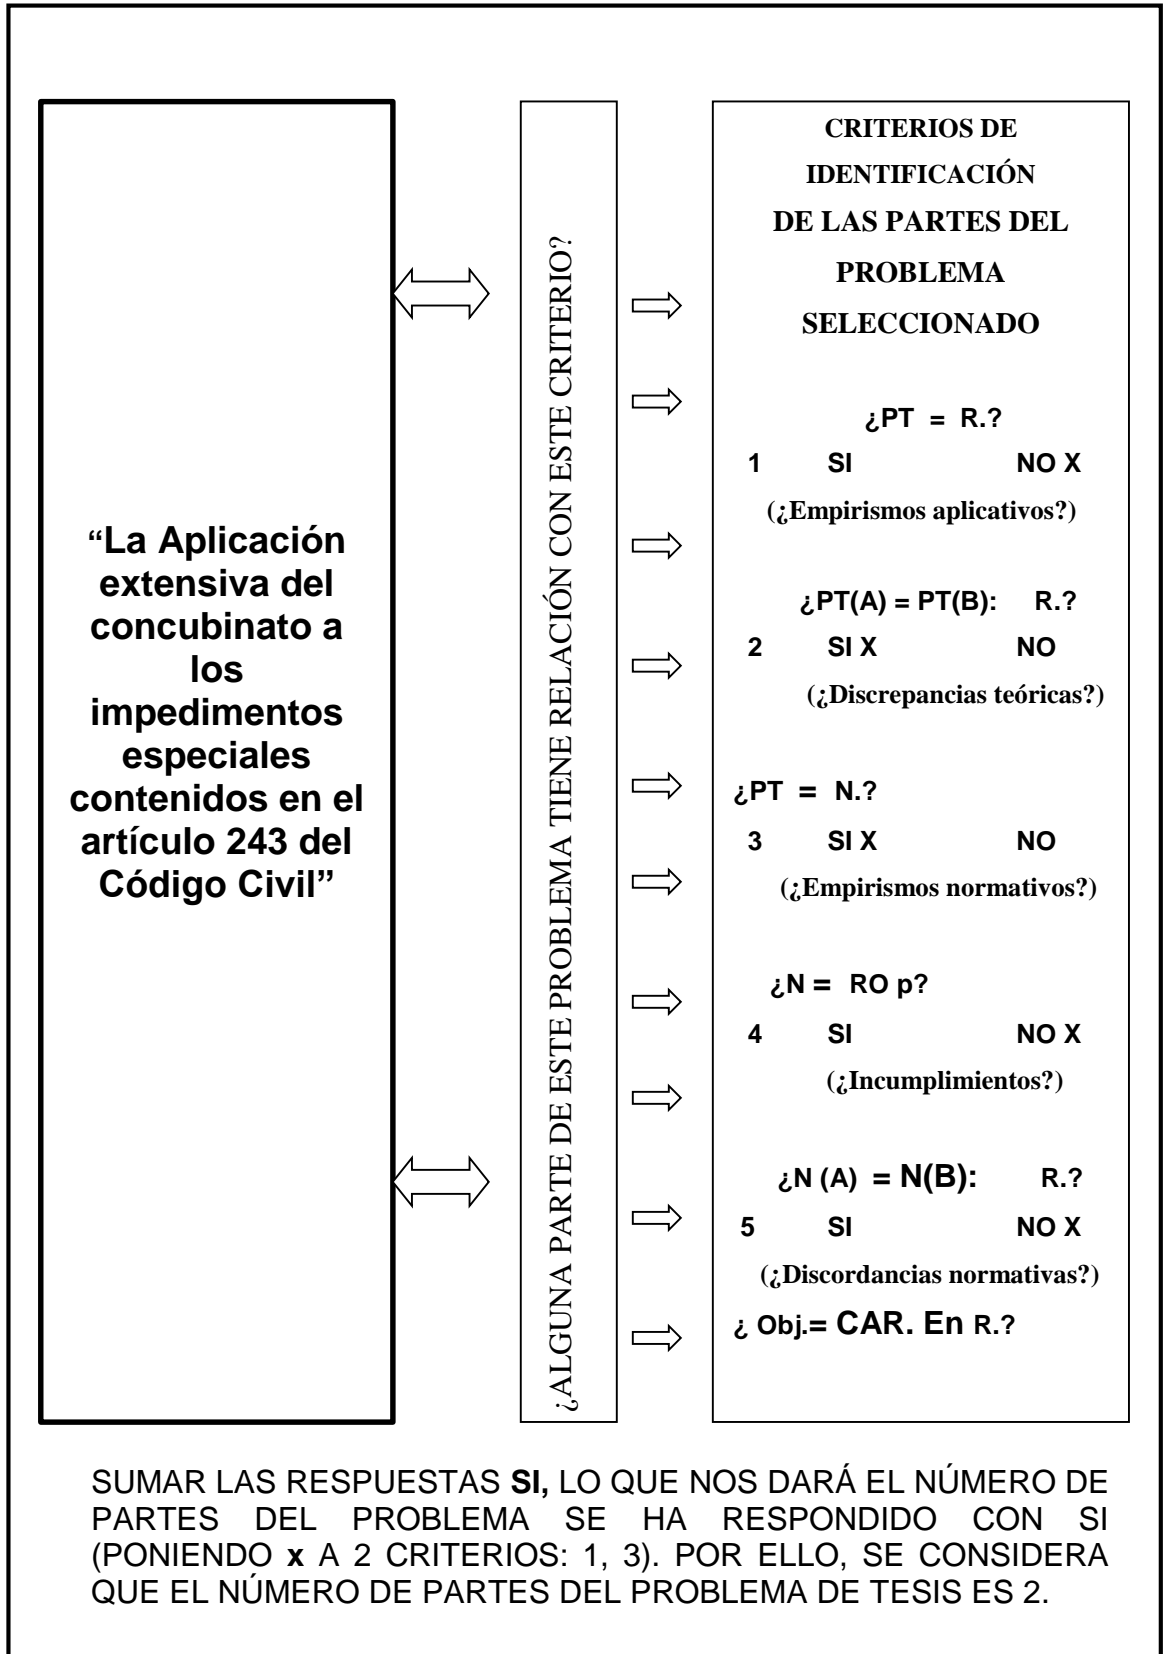 “La Aplicación
extensiva del
concubinato a
los
impedimentos
especiales
contenidos en el
artículo 243 del
Código Civil”
¿ALGUNA PARTE DE ESTE PROBLEMA TIENE RELACIÓN CON ESTE CRITERIO?
CRITERIOS DE
IDENTIFICACIÓN
DE LAS PARTES DEL
PROBLEMA
SELECCIONADO
¿PT = R.?
1 SI NO X
(¿Empirismos aplicativos?)
¿PT(A) = PT(B): R.?
2 SI X NO
(¿Discrepancias teóricas?)
¿PT = N.?
3 SI X NO
(¿Empirismos normativos?)
¿N = RO p?
4 SI NO X
(¿Incumplimientos?)
¿N (A) = N(B): R.?
5 SI NO X
(¿Discordancias normativas?)
¿ Obj.= CAR. En R.?
SUMAR LAS RESPUESTAS SI, LO QUE NOS DARÁ EL NÚMERO DE
PARTES DEL PROBLEMA SE HA RESPONDIDO CON SI
(PONIENDO x A 2 CRITERIOS: 1, 3). POR ELLO, SE CONSIDERA
QUE EL NÚMERO DE PARTES DEL PROBLEMA DE TESIS ES 2.